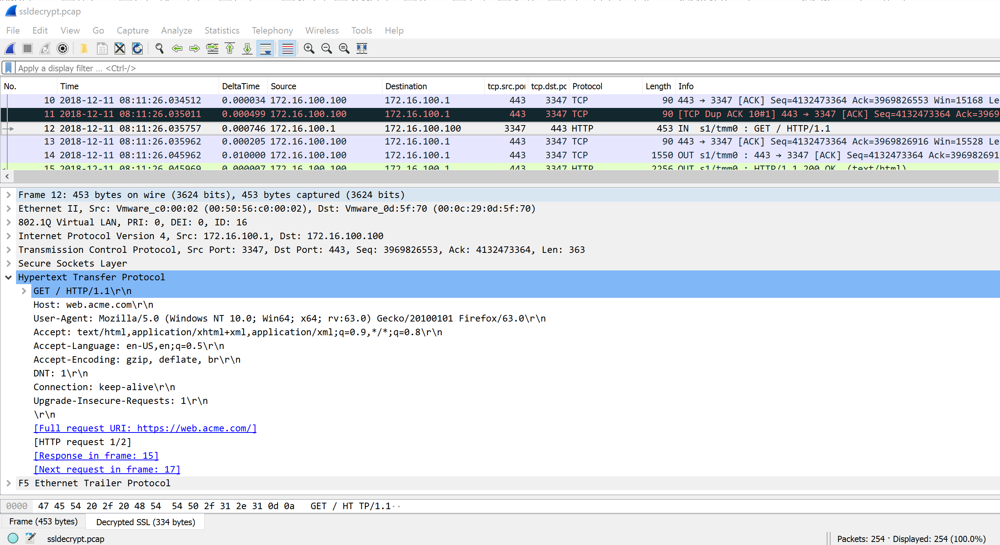 ssldecrypt.pcap
File Edit View Go Capture Analyze Statistics Telephony Wireless Tools Help
Apply a display filter ... <Ctrl-/>
No. Time DeltaTime Source Destination tcp.src.por tcp.dst.pc Protocol Length Info
10 2018-12-11 08:11:26.034512 0.000034 172.16.100.100 172.16.100.1 443 3347 TCP 90 443 → 3347 [ACK] Seq=4132473364 Ack=3969826553 Win=15168 Le
11 2018-12-11 08:11:26.035011 0.000499 172.16.100.100 172.16.100.1 443 3347 TCP 90 [TCP Dup ACK 10#1] 443 → 3347 [ACK] Seq=4132473364 Ack=3969
12 2018-12-11 08:11:26.035757 0.000746 172.16.100.1 172.16.100.100 3347 443 HTTP 453 IN s1/tmm0 : GET / HTTP/1.1
13 2018-12-11 08:11:26.035962 0.000205 172.16.100.100 172.16.100.1 443 3347 TCP 90 443 → 3347 [ACK] Seq=4132473364 Ack=3969826916 Win=15528 Le
14 2018-12-11 08:11:26.045962 0.010000 172.16.100.100 172.16.100.1 443 3347 TCP 1550 OUT s1/tmm0 : 443 → 3347 [ACK] Seq=4132473364 Ack=396982691
15 2018-12-11 08:11:26.045969 0.000007 172.16.100.100 172.16.100.1 443 3347 HTTP 2256 OUT s1/tmm0 : HTTP/1.1 200 OK (text/html)
Frame 12: 453 bytes on wire (3624 bits), 453 bytes captured (3624 bits)
Ethernet II, Src: Vmware_c0:00:02 (00:50:56:c0:00:02), Dst: Vmware_0d:5f:70 (00:0c:29:0d:5f:70)
802.1Q Virtual LAN, PRI: 0, DEI: 0, ID: 16
Internet Protocol Version 4, Src: 172.16.100.1, Dst: 172.16.100.100
Transmission Control Protocol, Src Port: 3347, Dst Port: 443, Seq: 3969826553, Ack: 4132473364, Len: 363
Secure Sockets Layer
Hypertext Transfer Protocol
GET / HTTP/1.1\r\n
Host: web.acme.com\r\n
User-Agent: Mozilla/5.0 (Windows NT 10.0; Win64; x64; rv:63.0) Gecko/20100101 Firefox/63.0\r\n
Accept: text/html,application/xhtml+xml,application/xml;q=0.9,*/*;q=0.8\r\n
Accept-Language: en-US,en;q=0.5\r\n
Accept-Encoding: gzip, deflate, br\r\n
DNT: 1\r\n
Connection: keep-alive\r\n
Upgrade-Insecure-Requests: 1\r\n
\r\n
[Full request URI: https://web.acme.com/]
[HTTP request 1/2]
[Response in frame: 15]
[Next request in frame: 17]
F5 Ethernet Trailer Protocol
0000 47 45 54 20 2f 20 48 54 54 50 2f 31 2e 31 0d 0a GET / HT TP/1.1··
Frame (453 bytes) Decrypted SSL (334 bytes)
ssldecrypt.pcap Packets: 254 · Displayed: 254 (100.0%)